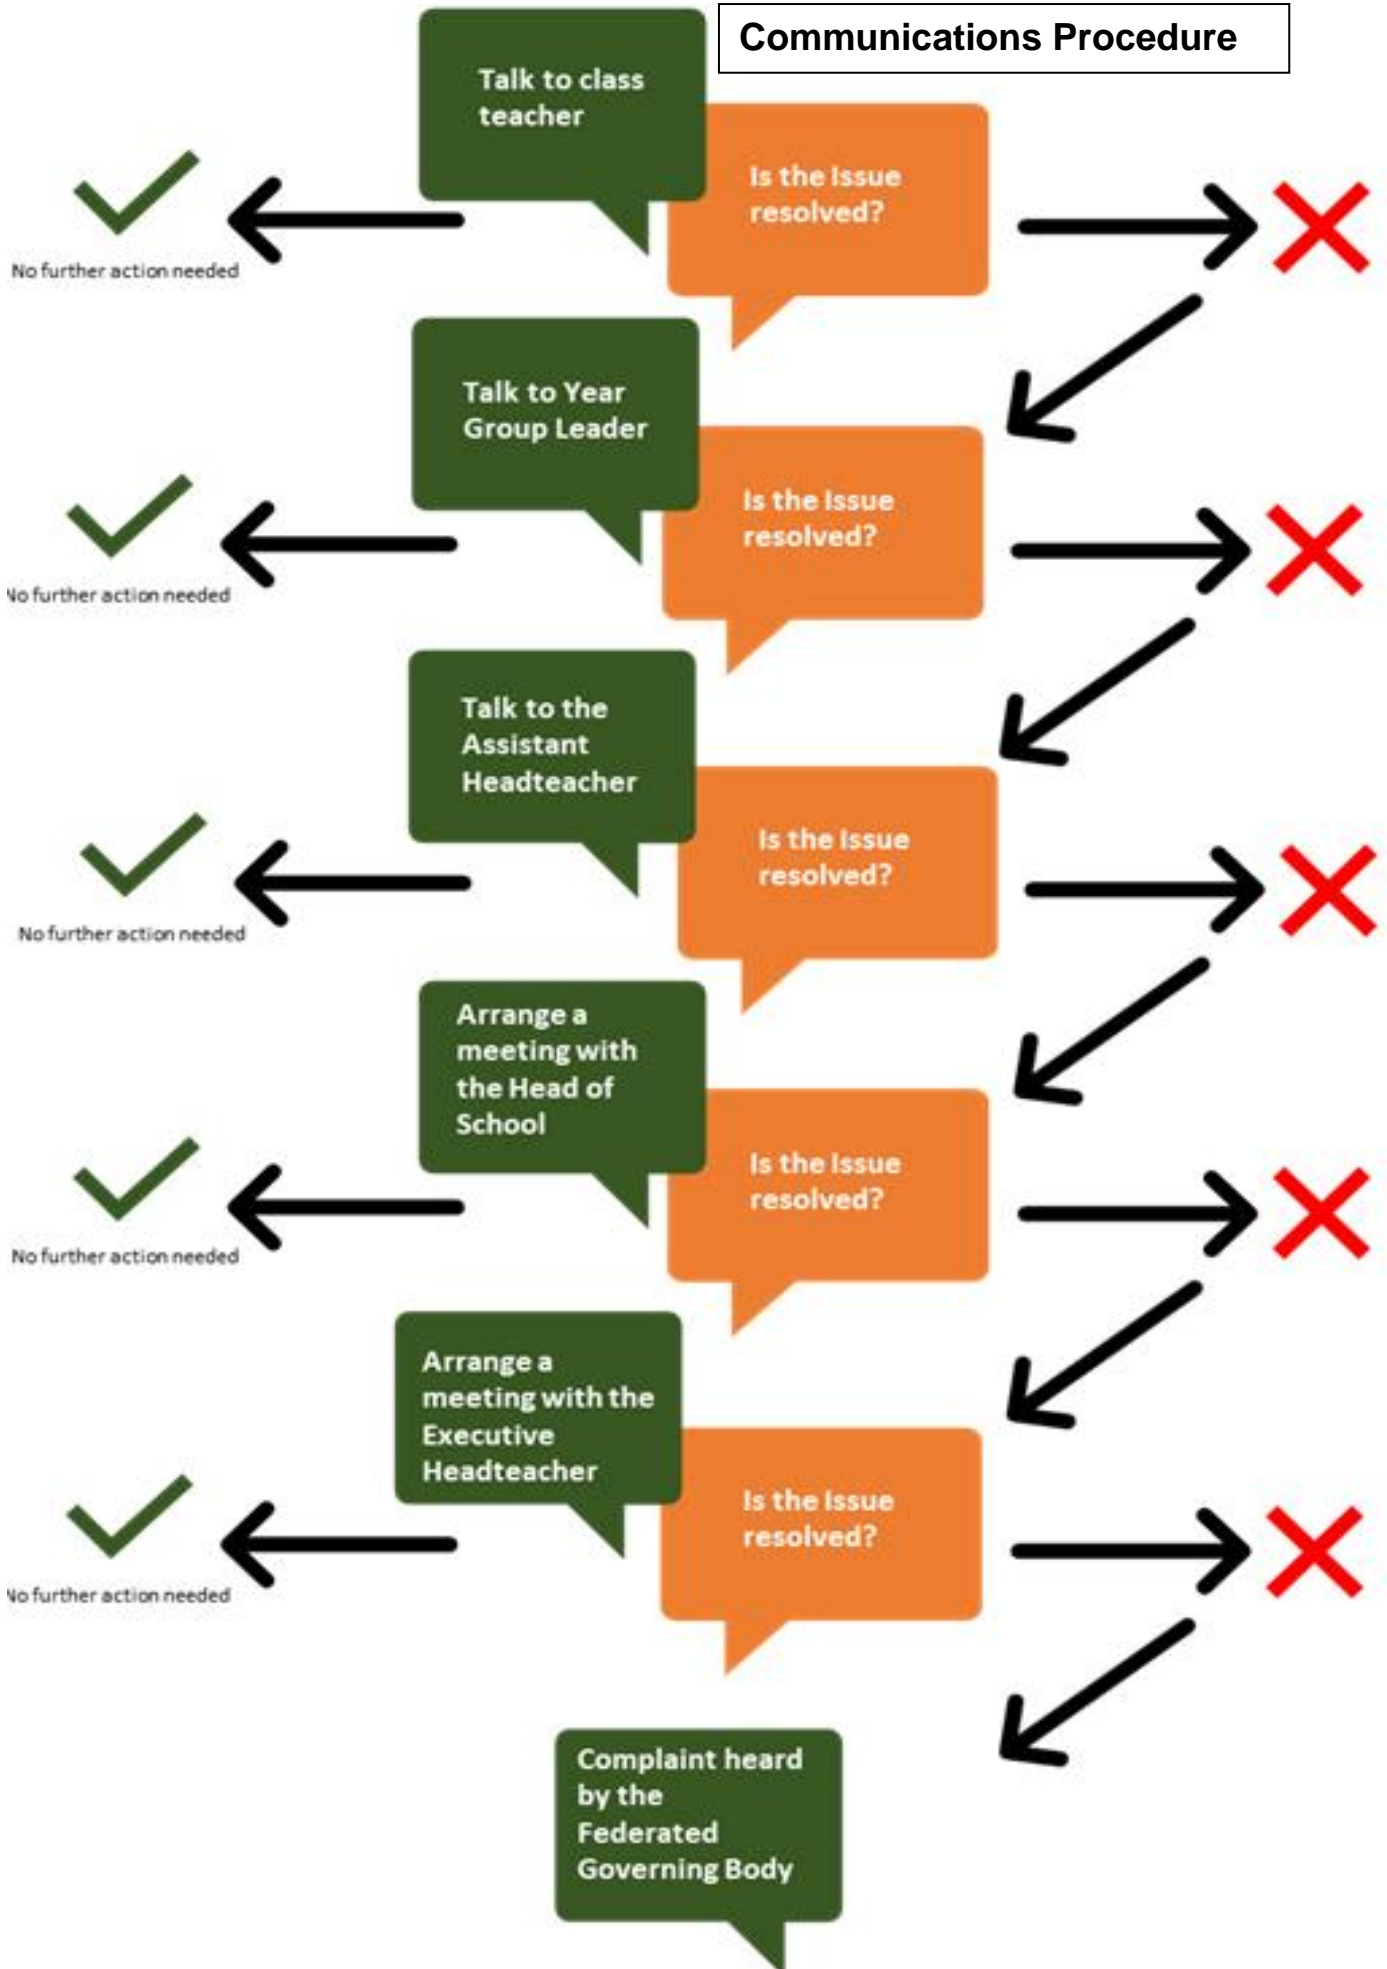 Communications Procedure
Talk to class
teacher
Is the Issue
resolved?
No further action needed
Talk to Year
Group Leader
Is the Issue
resolved?
No further action needed
Talk to the
Assistant
Headteacher
Is the Issue
resolved?
No further action needed
Arrange a
meeting with
the Head of
School
Is the Issue
resolved?
No further action needed
Arrange a
meeting with the
Executive
Headteacher
Is the Issue
resolved?
No further action needed
Complaint heard
by the
Federated
Governing Body